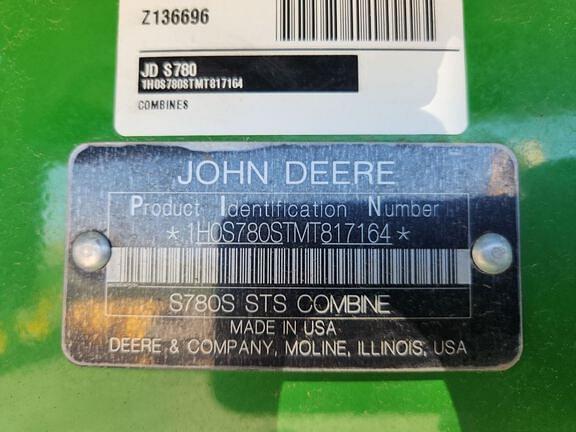 Z136696
JD S780
1H0S780STMT817164
COMBINES
JOHN DEERE
Product Identification Number
*1H0S780STMT817164*
S780S STS COMBINE
MADE IN USA
DEERE & COMPANY, MOLINE, ILLINOIS, USA